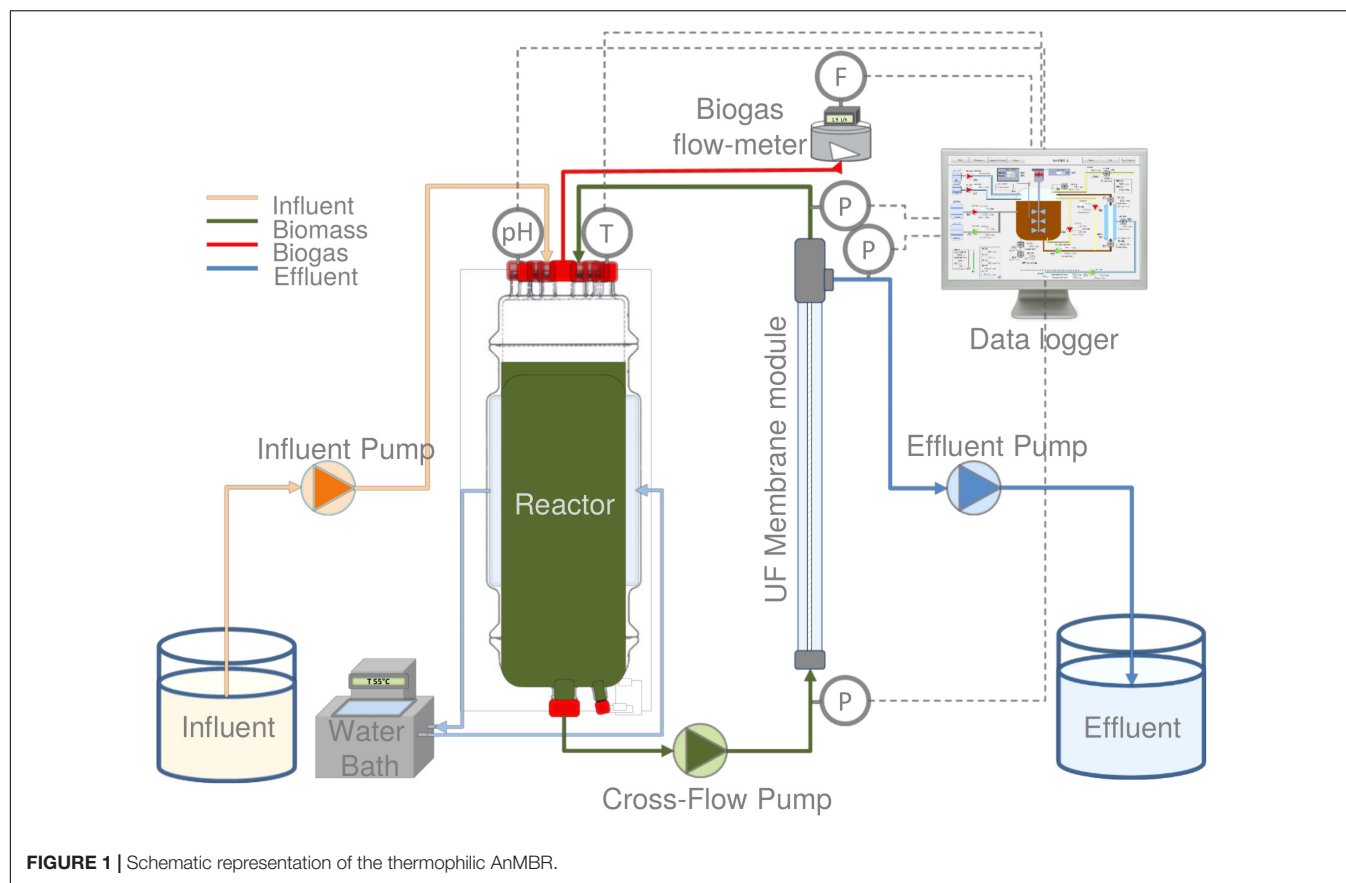 F
Biogas
flow-meter
Influent
Biomass
Biogas
Effluent
pH
T
P
P
Data logger
UF Membrane module
Influent Pump
Effluent Pump
Reactor
T 55°C
Water
Bath
Influent
P
Effluent
Cross-Flow Pump
FIGURE 1 | Schematic representation of the thermophilic AnMBR.